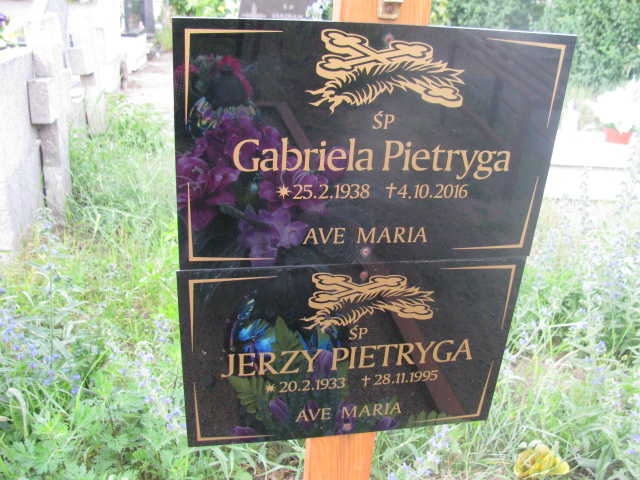 ŚP
Gabriela Pietryga
✷25.2.1938 †4.10.2016
AVE MARIA
ŚP
JERZY PIETRYGA
✷20.2.1933 †28.11.1995
AVE MARIA